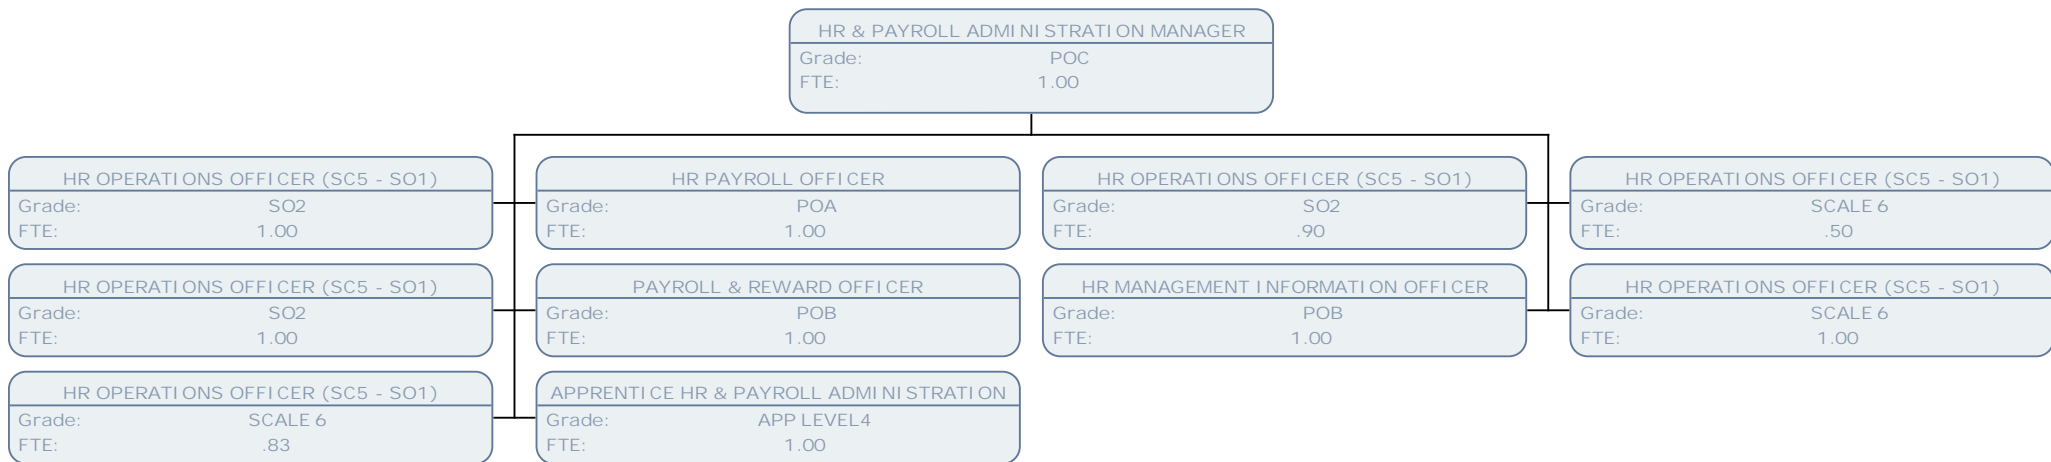 HR & PAYROLL ADMINISTRATION MANAGER
Grade: POC
FTE: 1.00
HR OPERATIONS OFFICER (SC5 - SO1)
Grade: SO2
FTE: 1.00
HR PAYROLL OFFICER
Grade: POA
FTE: 1.00
HR OPERATIONS OFFICER (SC5 - SO1)
Grade: SO2
FTE: .90
HR OPERATIONS OFFICER (SC5 - SO1)
Grade: SCALE 6
FTE: .50
HR OPERATIONS OFFICER (SC5 - SO1)
Grade: SO2
FTE: 1.00
PAYROLL & REWARD OFFICER
Grade: POB
FTE: 1.00
HR MANAGEMENT INFORMATION OFFICER
Grade: POB
FTE: 1.00
HR OPERATIONS OFFICER (SC5 - SO1)
Grade: SCALE 6
FTE: 1.00
HR OPERATIONS OFFICER (SC5 - SO1)
Grade: SCALE 6
FTE: .83
APPRENTICE HR & PAYROLL ADMINISTRATION
Grade: APP LEVEL4
FTE: 1.00